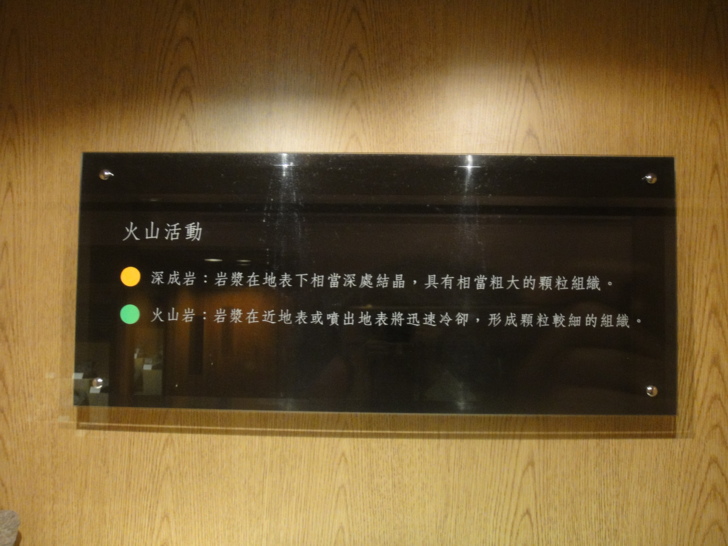 火山活動
深成岩：岩漿在地表下相當深處結晶，具有相當粗大的顆粒組織。
火山岩：岩漿在近地表或噴出地表將迅速冷卻，形成顆粒較細的組織。